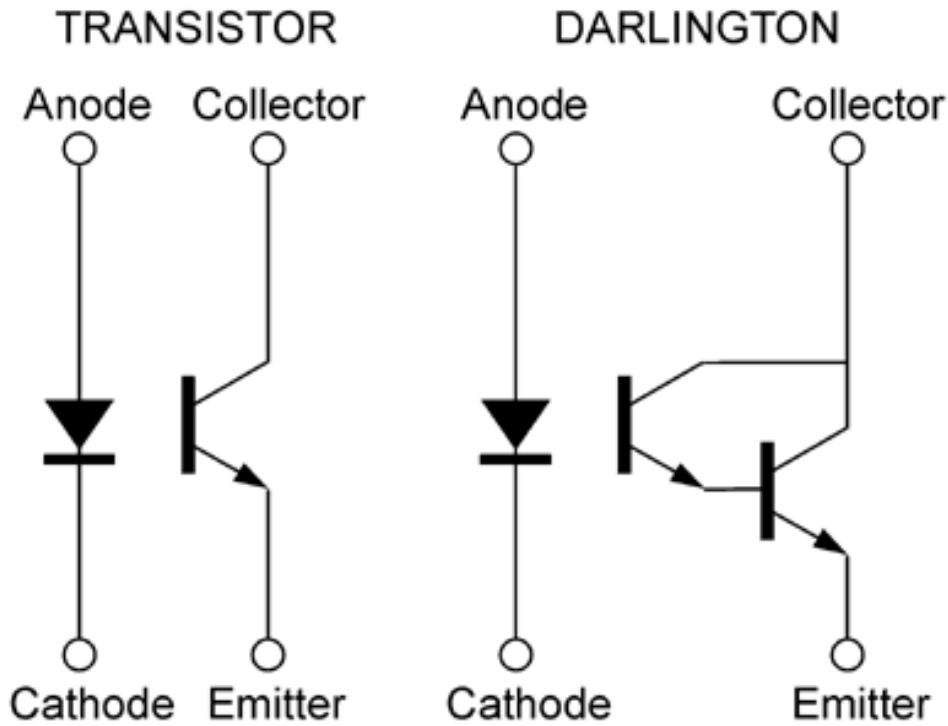 TRANSISTOR DARLINGTON
Anode Collector Anode Collector
Cathode Emitter Cathode Emitter